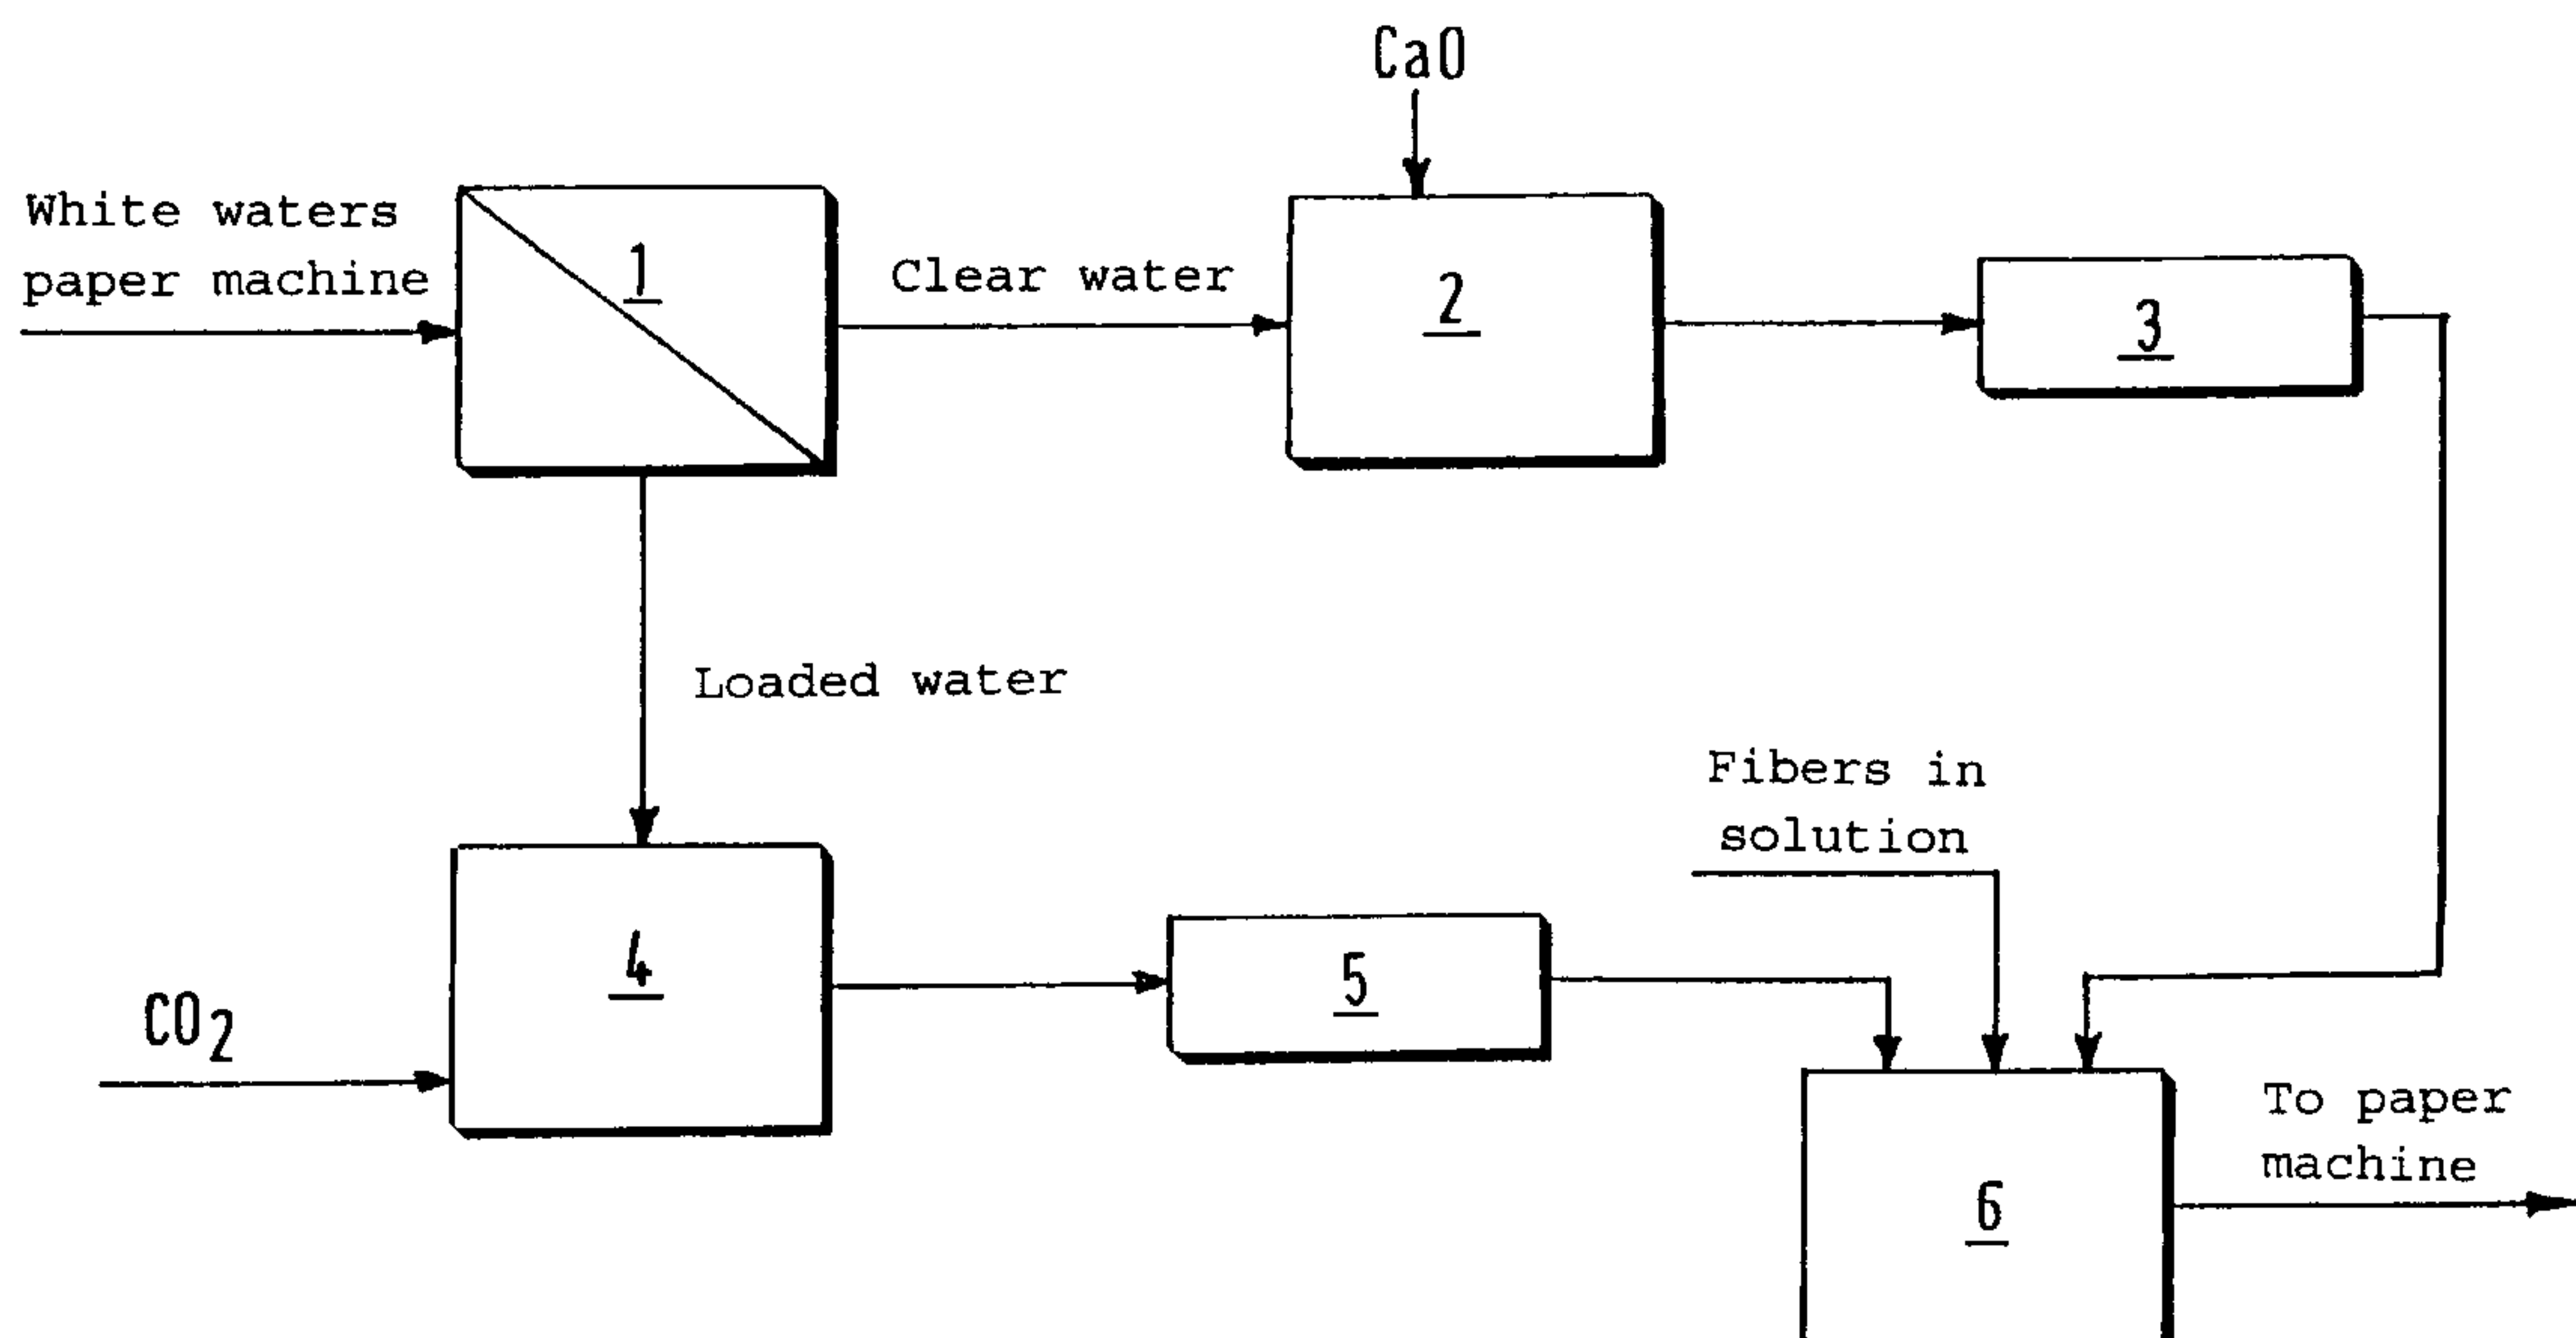 CaO
White waters
paper machine
1
Clear water
2
3
Loaded water
Fibers in
solution
4
5
CO2
To paper
machine
6